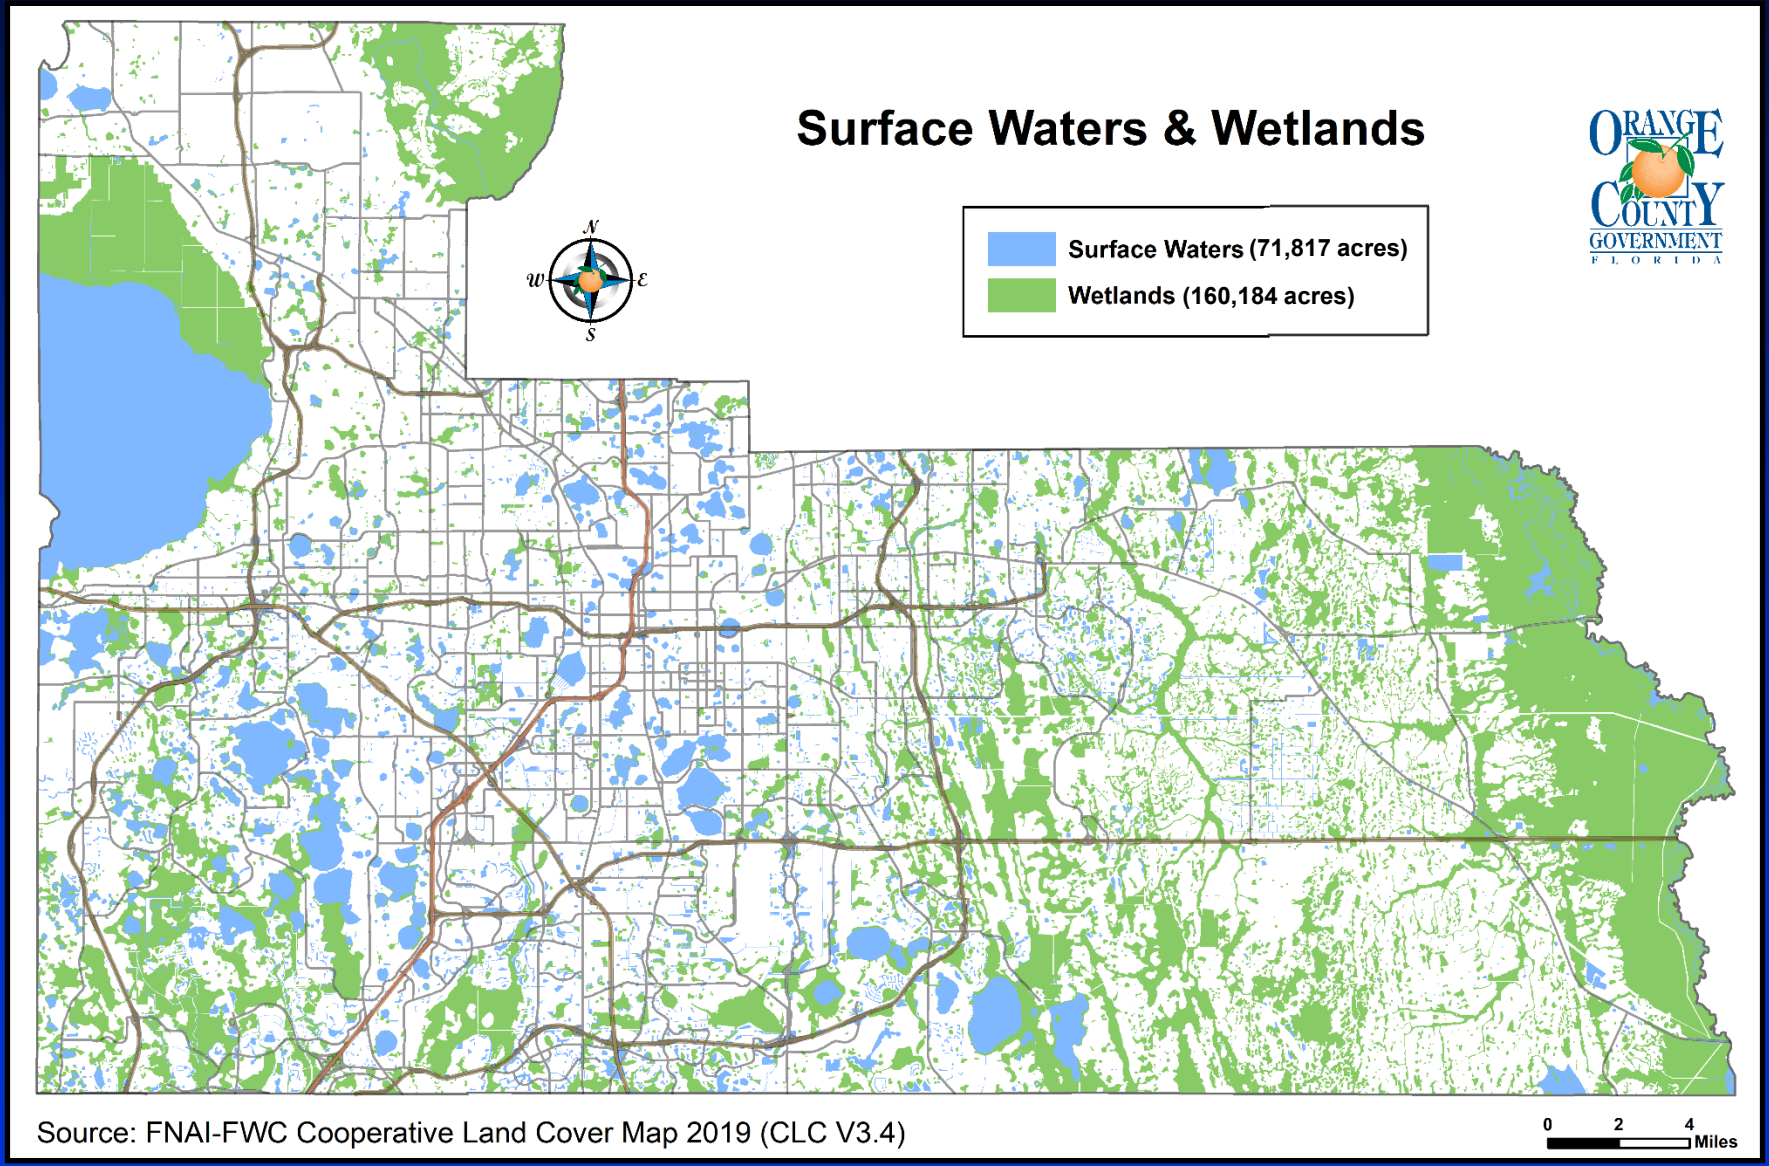 Surface Waters & Wetlands
ORANGE
COUNTY
GOVERNMENT
FLORIDA
Surface Waters (71,817 acres)
Wetlands (160,184 acres)
N
W
E
S
Source: FNAI-FWC Cooperative Land Cover Map 2019 (CLC V3.4)
0 2 4
Miles